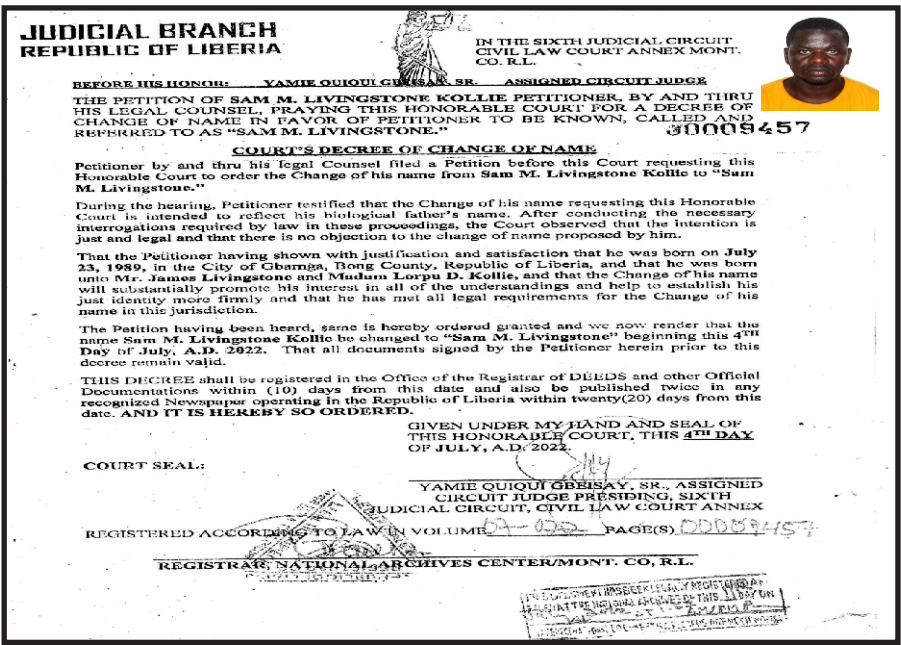 JUDICIAL BRANCH
REPUBLIC OF LIBERIA
IN THE SIXTH JUDICIAL CIRCUIT
CIVIL LAW COURT ANNEX MONT.
CO. R.L.
BEFORE HIS HONOR: YAMIE QUIQUI GBEISAY, SR. ASSIGNED CIRCUIT JUDGE
THE PETITION OF SAM M. LIVINGSTONE KOLLIE PETITIONER, BY AND THRU
HIS LEGAL COUNSEL, PRAYING THIS HONORABLE COURT FOR A DECREE OF
CHANGE OF NAME IN FAVOR OF PETITIONER TO BE KNOWN, CALLED AND
REFERRED TO AS “SAM M. LIVINGSTONE.”
00009457
COURT'S DECREE OF CHANGE OF NAME
Petitioner by and thru his legal Counsel filed a Petition before this Court requesting this
Honorable Court to order the Change of his name from Sam M. Livingstone Kollie to “Sam
M. Livingstone.”
During the hearing, Petitioner testified that the Change of his name requesting this Honorable
Court is intended to reflect his biological father's name. After conducting the necessary
interrogations required by law in these proceedings, the Court observed that the intention is
just and legal and that there is no objection to the change of name proposed by him.
That the Petitioner having shown with justification and satisfaction that he was born on July
23, 1989, in the City of Gbarnga, Bong County, Republic of Liberia, and that he was born
unto Mr. James Livingstone and Madum Lorpu D. Kollie, and that the Change of his name
will substantially promote his interest in all of the understandings and help to establish his
just identity more firmly and that he has met all legal requirements for the Change of his
name in this jurisdiction.
The Petition having been heard, same is hereby ordered granted and we now render that the
name Sam M. Livingstone Kollie be changed to “Sam M. Livingstone” beginning this 4TH
Day of July, A.D. 2022. That all documents signed by the Petitioner herein prior to this
decree remain valid.
THIS DECREE shall be registered in the Office of the Registrar of DEEDS and other Official
Documentations within (10) days from this date and also be published twice in any
recognized Newspaper operating in the Republic of Liberia within twenty(20) days from this
date. AND IT IS HEREBY SO ORDERED.
GIVEN UNDER MY HAND AND SEAL OF
THIS HONORABLE COURT, THIS 4TH DAY
OF JULY, A.D. 2022.
COURT SEAL:
YAMIE QUIQUI GBEISAY, SR., ASSIGNED
CIRCUIT JUDGE PRESIDING, SIXTH
JUDICIAL CIRCUIT, CIVIL LAW COURT ANNEX
REGISTERED ACCORDING TO LAW IN VOLUME 07-022 PAGE(S) 00009457
REGISTRAR, NATIONAL ARCHIVES CENTER/MONT. CO, R.L.
DAY ON